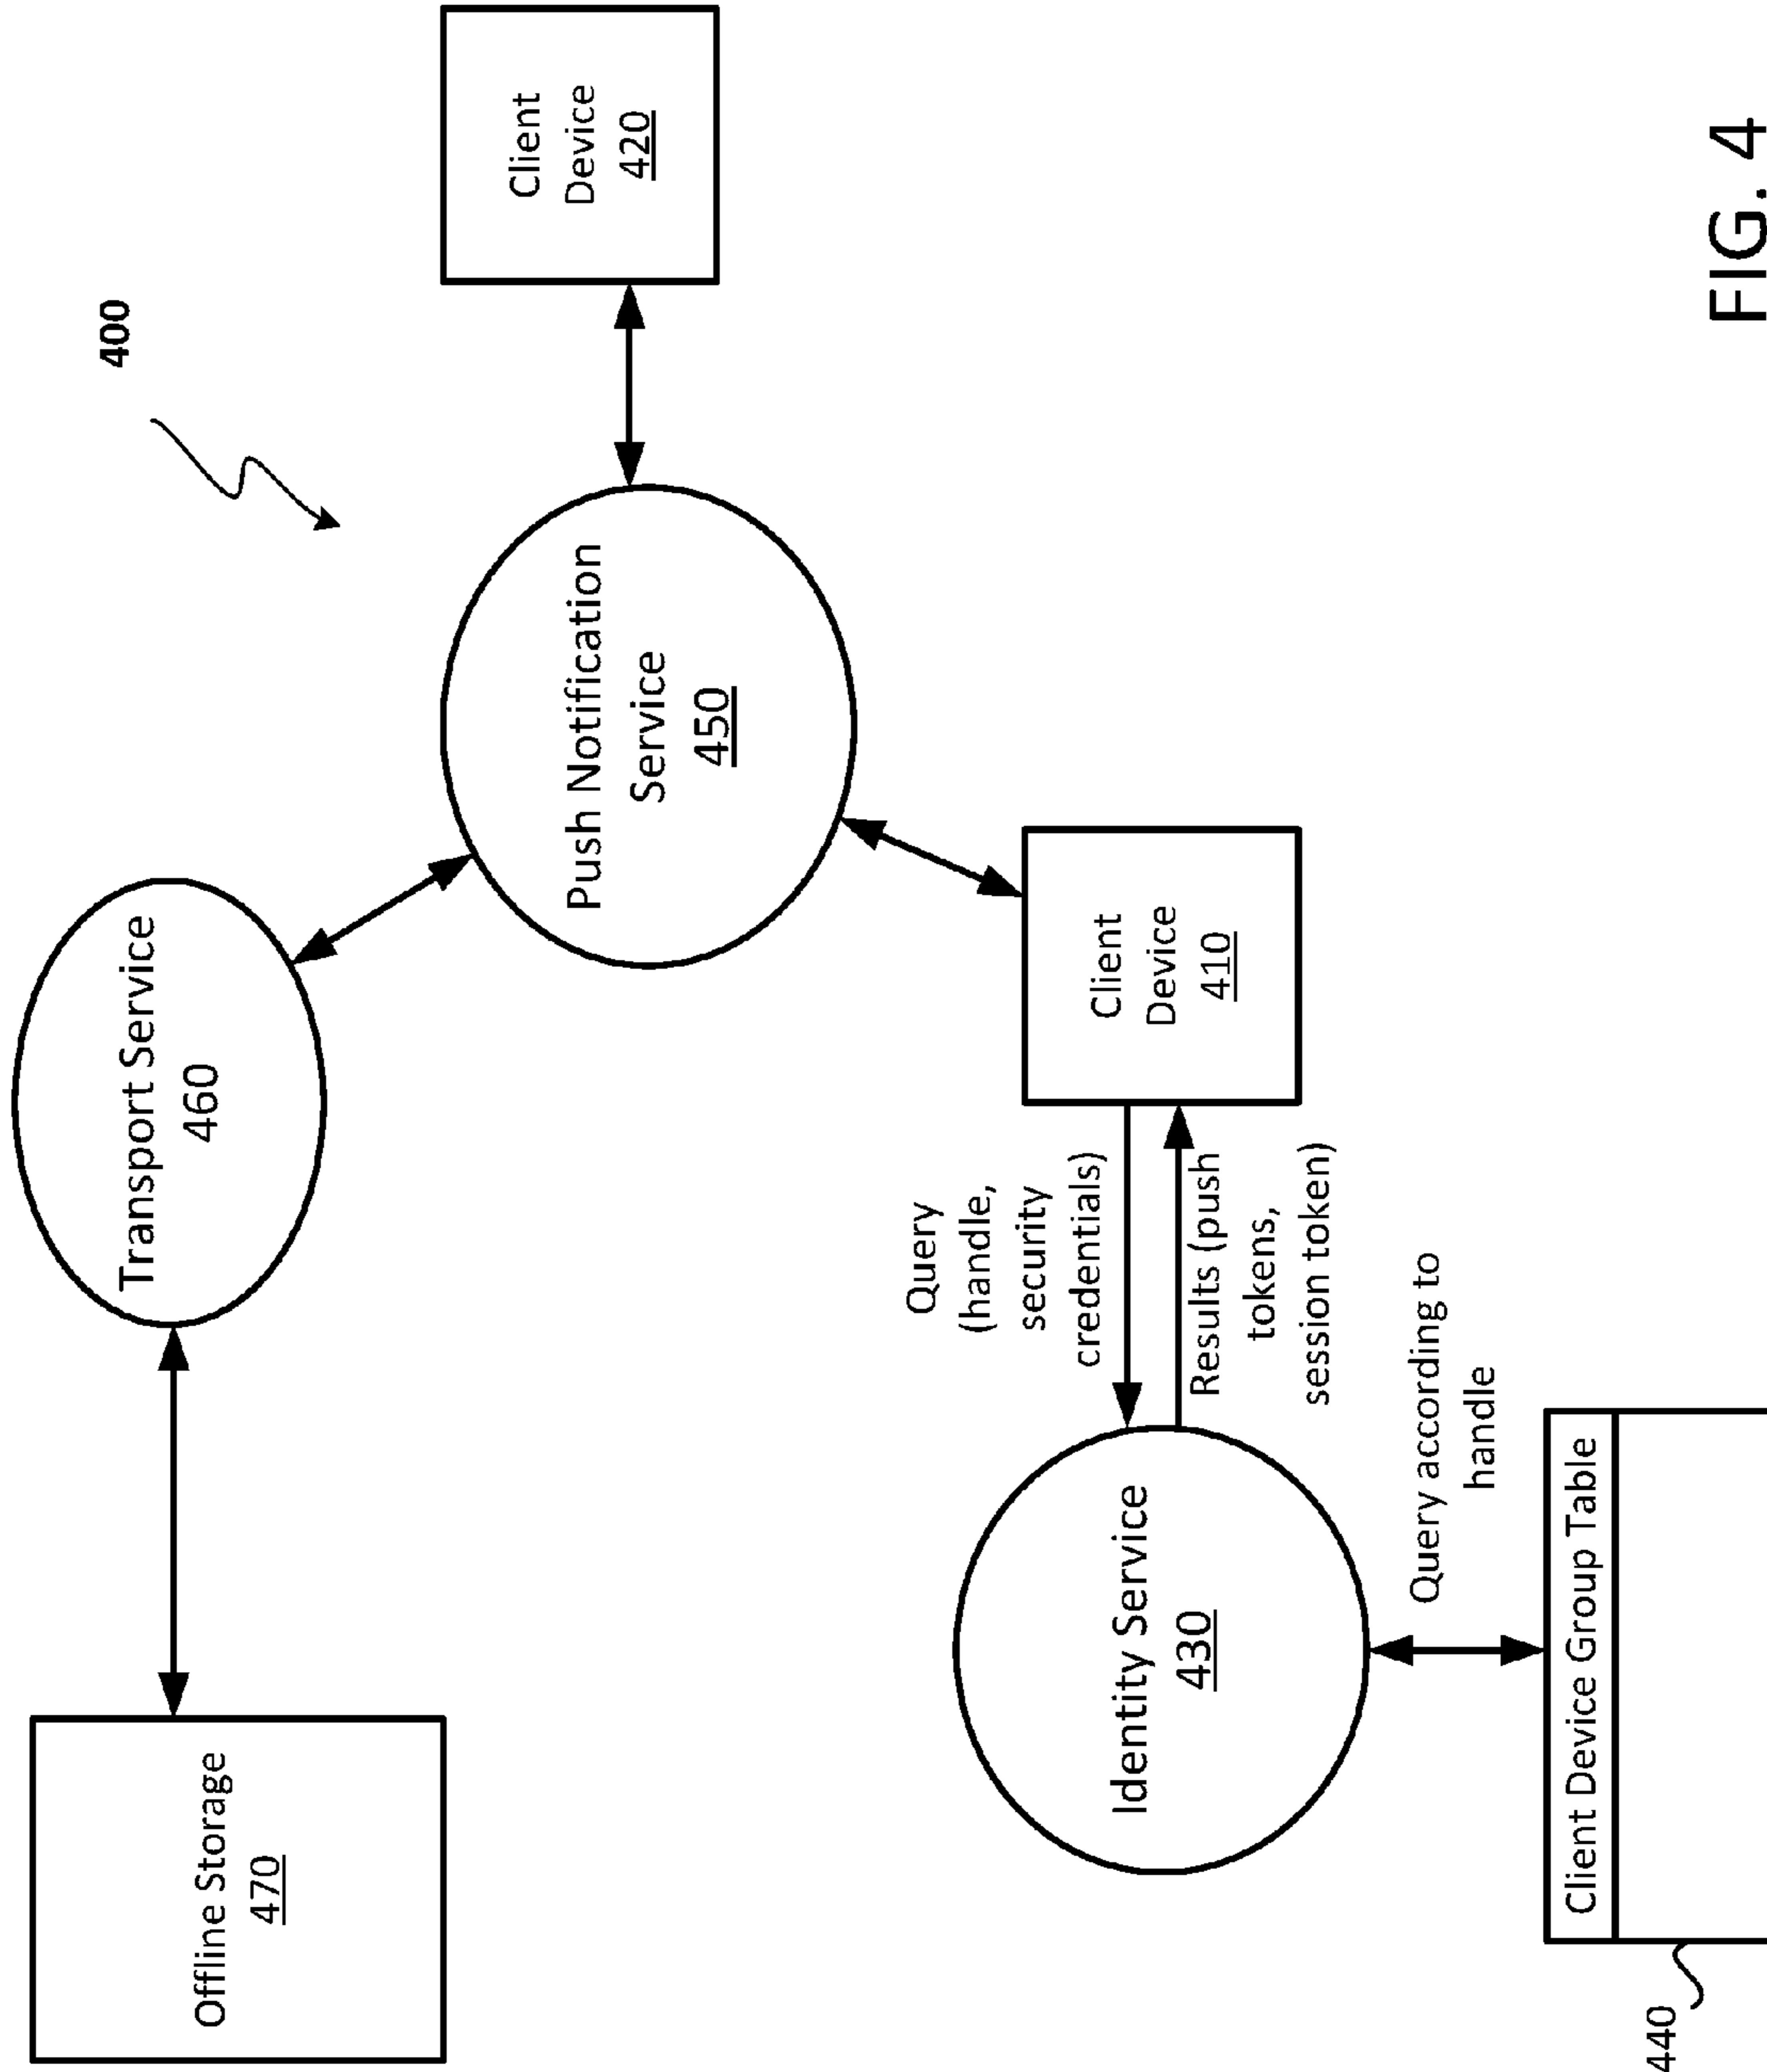 Offline Storage
470
Transport Service
460
400
Push Notification
Service
450
Client
Device
420
Query
(handle,
security
credentials)
Results (push
tokens,
session token)
Client
Device
410
Identity Service
430
Query according to
handle
Client Device Group Table
440
FIG. 4